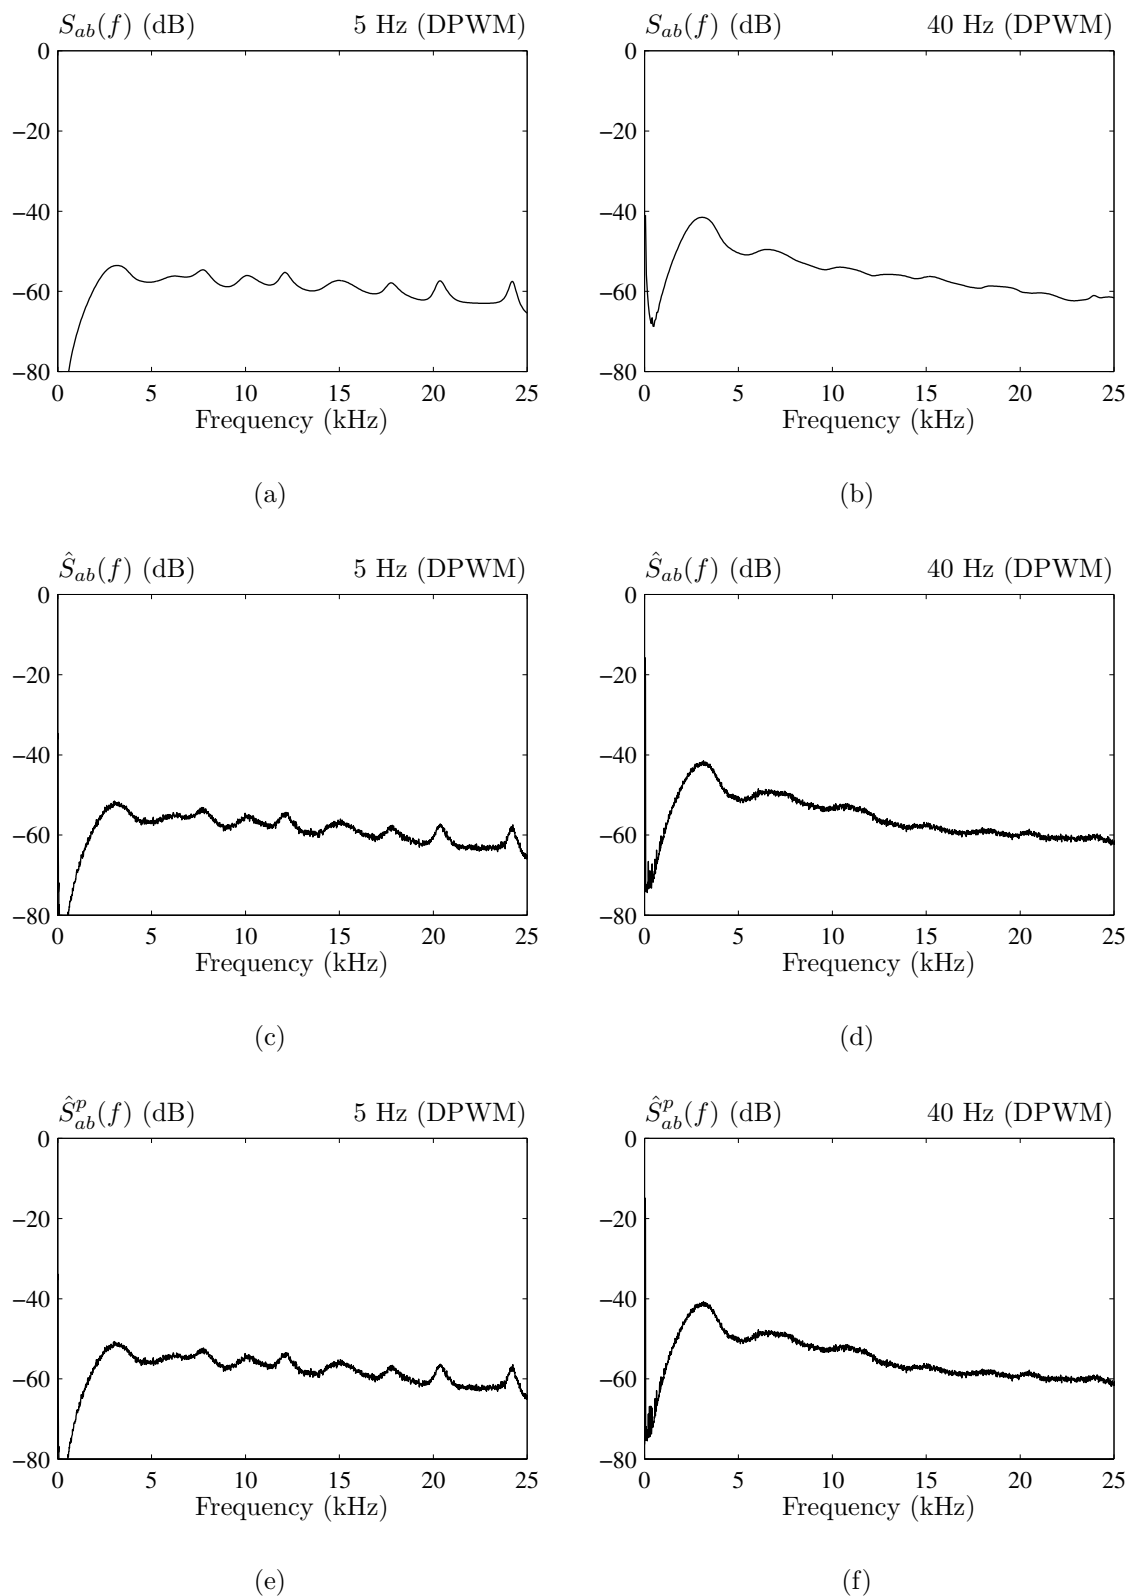 S_ab(f) (dB) 5 Hz (DPWM)
0
−20
−40
−60
−80
0 5 10 15 20 25
Frequency (kHz)
(a)
S_ab(f) (dB) 40 Hz (DPWM)
0
−20
−40
−60
−80
0 5 10 15 20 25
Frequency (kHz)
(b)
Ŝ_ab(f) (dB) 5 Hz (DPWM)
0
−20
−40
−60
−80
0 5 10 15 20 25
Frequency (kHz)
(c)
Ŝ_ab(f) (dB) 40 Hz (DPWM)
0
−20
−40
−60
−80
0 5 10 15 20 25
Frequency (kHz)
(d)
Ŝ^p_ab(f) (dB) 5 Hz (DPWM)
0
−20
−40
−60
−80
0 5 10 15 20 25
Frequency (kHz)
(e)
Ŝ^p_ab(f) (dB) 40 Hz (DPWM)
0
−20
−40
−60
−80
0 5 10 15 20 25
Frequency (kHz)
(f)